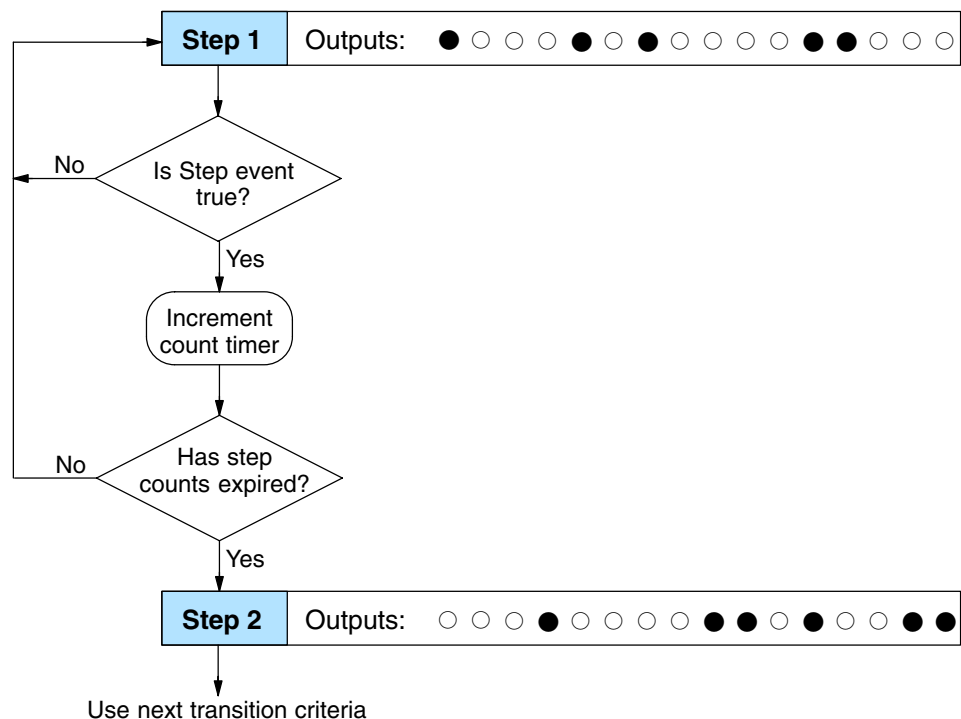 Step 1 Outputs:
Is Step event
true?
No
Yes
Increment
count timer
Has step
counts expired?
No
Yes
Step 2 Outputs:
Use next transition criteria